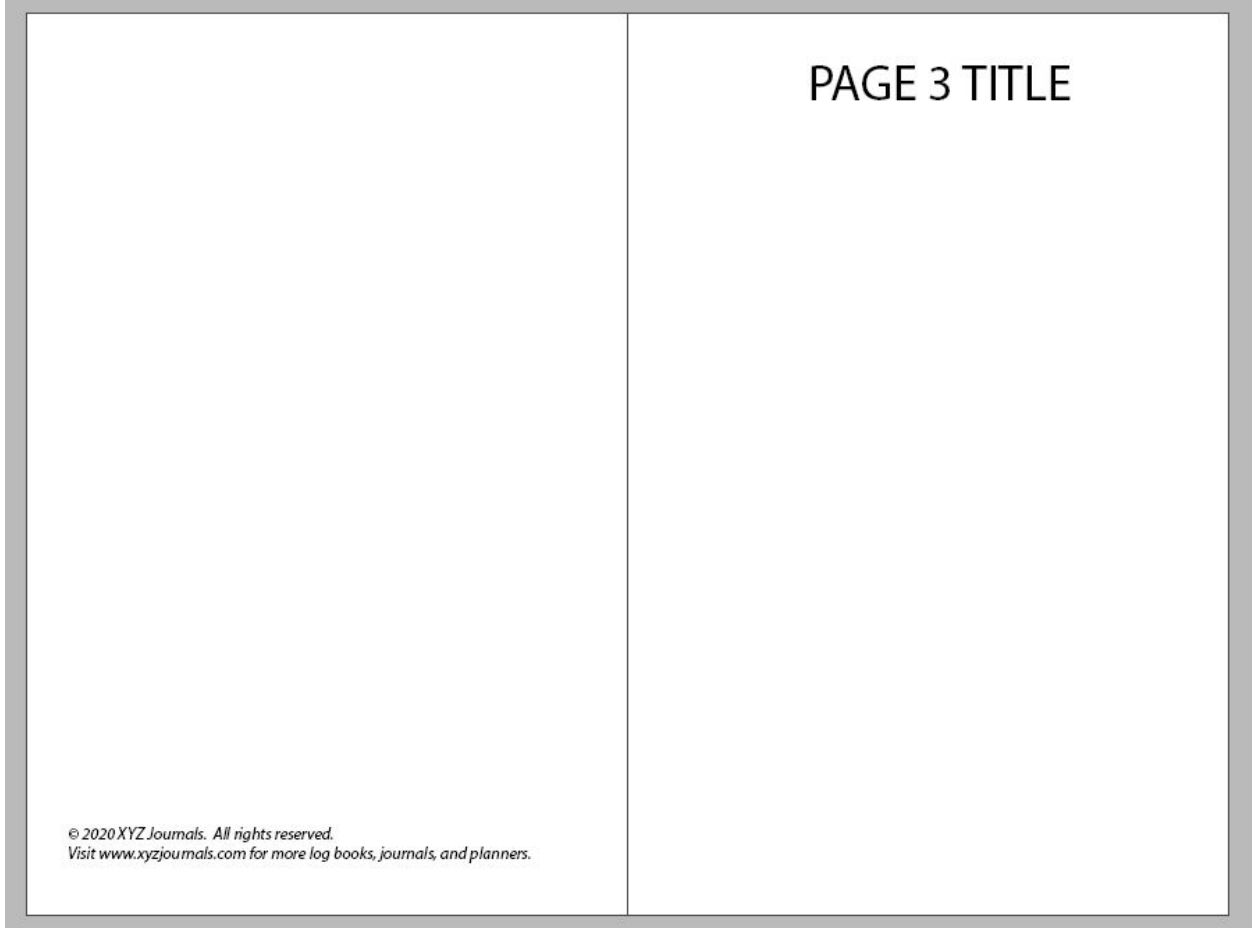 © 2020 XYZ Journals.  All rights reserved.
Visit www.xyzjournals.com for more log books, journals, and planners.
PAGE 3 TITLE